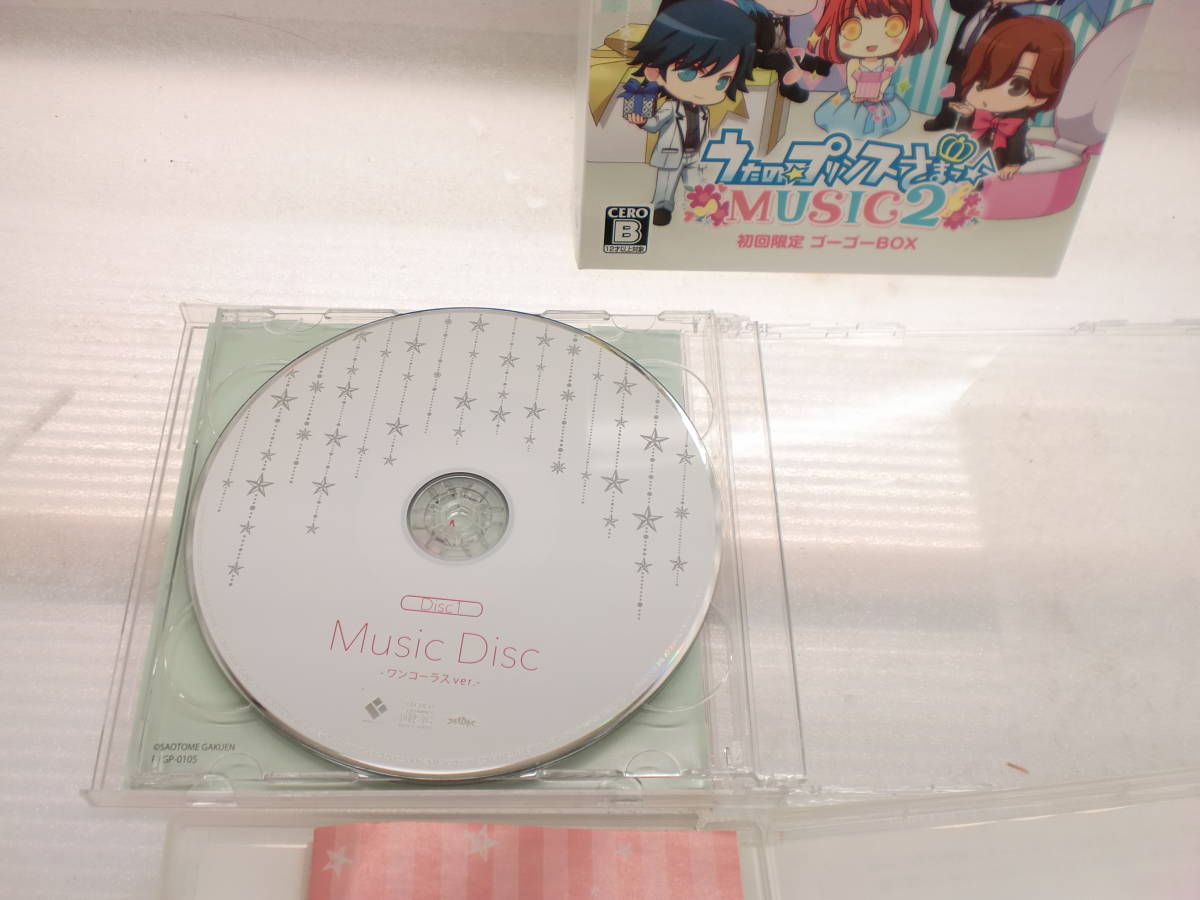 うたの☆プリンスさまっ♪
MUSIC2
初回限定 ゴーゴーBOX
CERO
B
12才以上対象
Disc1
Music Disc
-ワンコーラスver.-
©SAOTOME GAKUEN
GP-0105